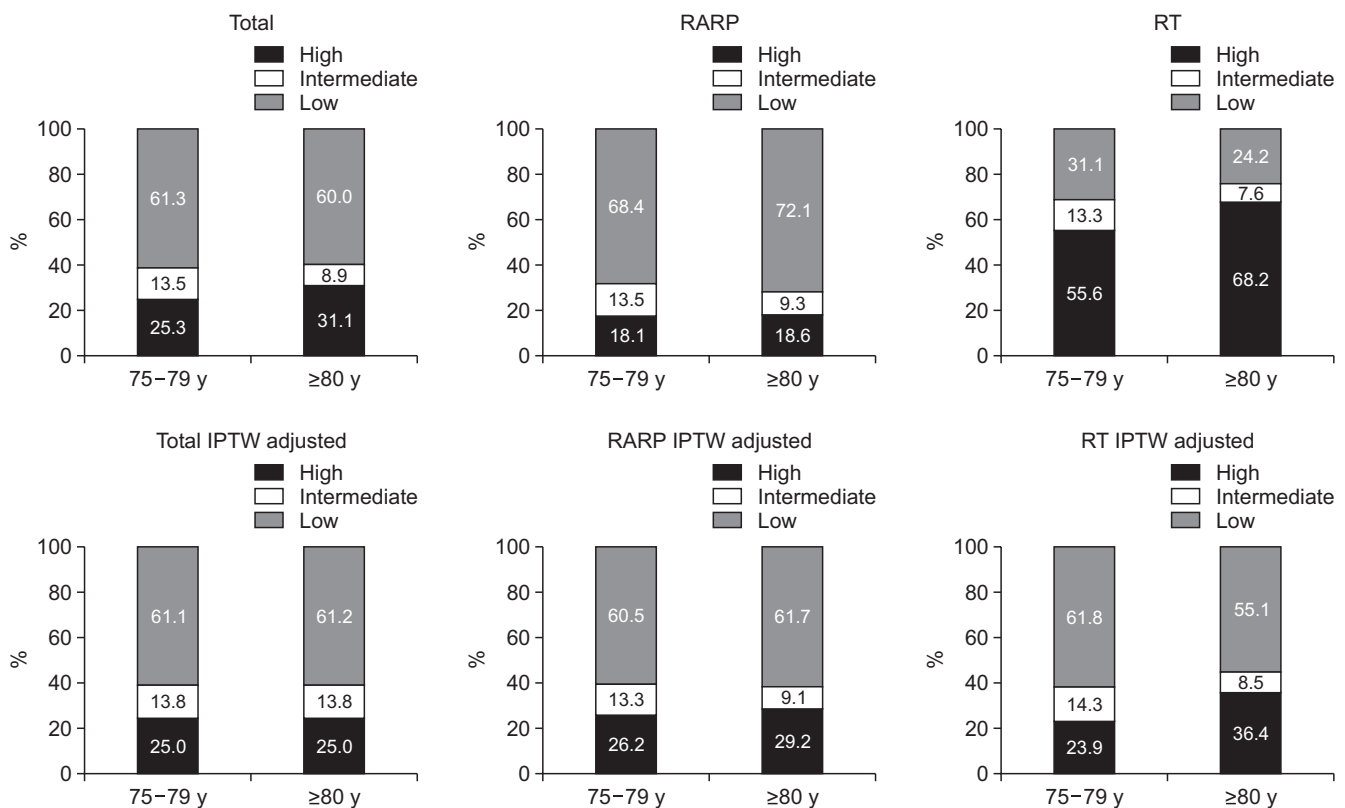 Total
High
Intermediate
Low
100
80
60
40
20
0
%
61.3
13.5
25.3
60.0
8.9
31.1
75–79 y
≥80 y
RARP
High
Intermediate
Low
100
80
60
40
20
0
%
68.4
13.5
18.1
72.1
9.3
18.6
75–79 y
≥80 y
RT
High
Intermediate
Low
100
80
60
40
20
0
%
31.1
13.3
55.6
24.2
7.6
68.2
75–79 y
≥80 y
Total IPTW adjusted
High
Intermediate
Low
100
80
60
40
20
0
%
61.1
13.8
25.0
61.2
13.8
25.0
75–79 y
≥80 y
RARP IPTW adjusted
High
Intermediate
Low
100
80
60
40
20
0
%
60.5
13.3
26.2
61.7
9.1
29.2
75–79 y
≥80 y
RT IPTW adjusted
High
Intermediate
Low
100
80
60
40
20
0
%
61.8
14.3
23.9
55.1
8.5
36.4
75–79 y
≥80 y